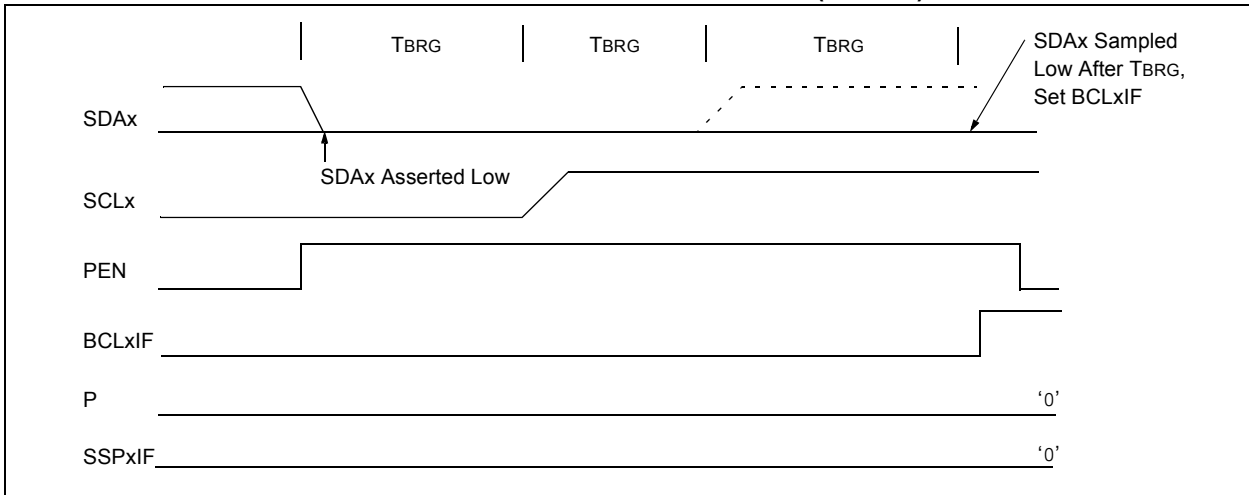 TBRG TBRG TBRG
SDAx Sampled
Low After TBRG,
Set BCLxIF
SDAx
SDAx Asserted Low
SCLx
PEN
BCLxIF
P
‘0’
SSPxIF
‘0’